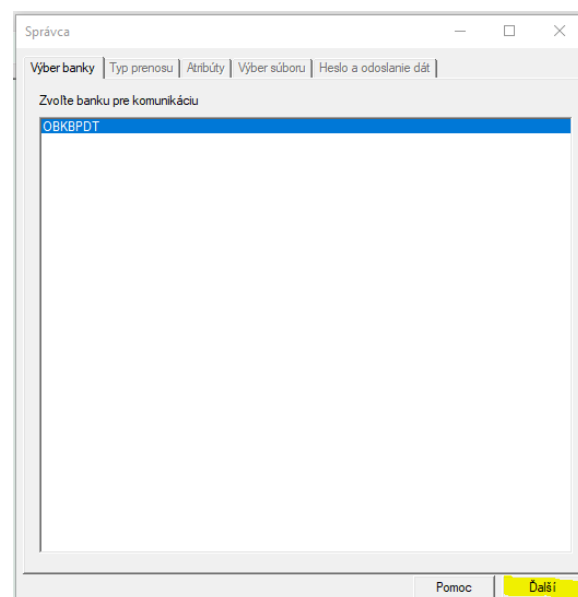 Správca
Výber banky Typ prenosu Atribúty Výber súboru Heslo a odoslanie dát
Zvoľte banku pre komunikáciu
OBKBPDT
Pomoc Ďalší